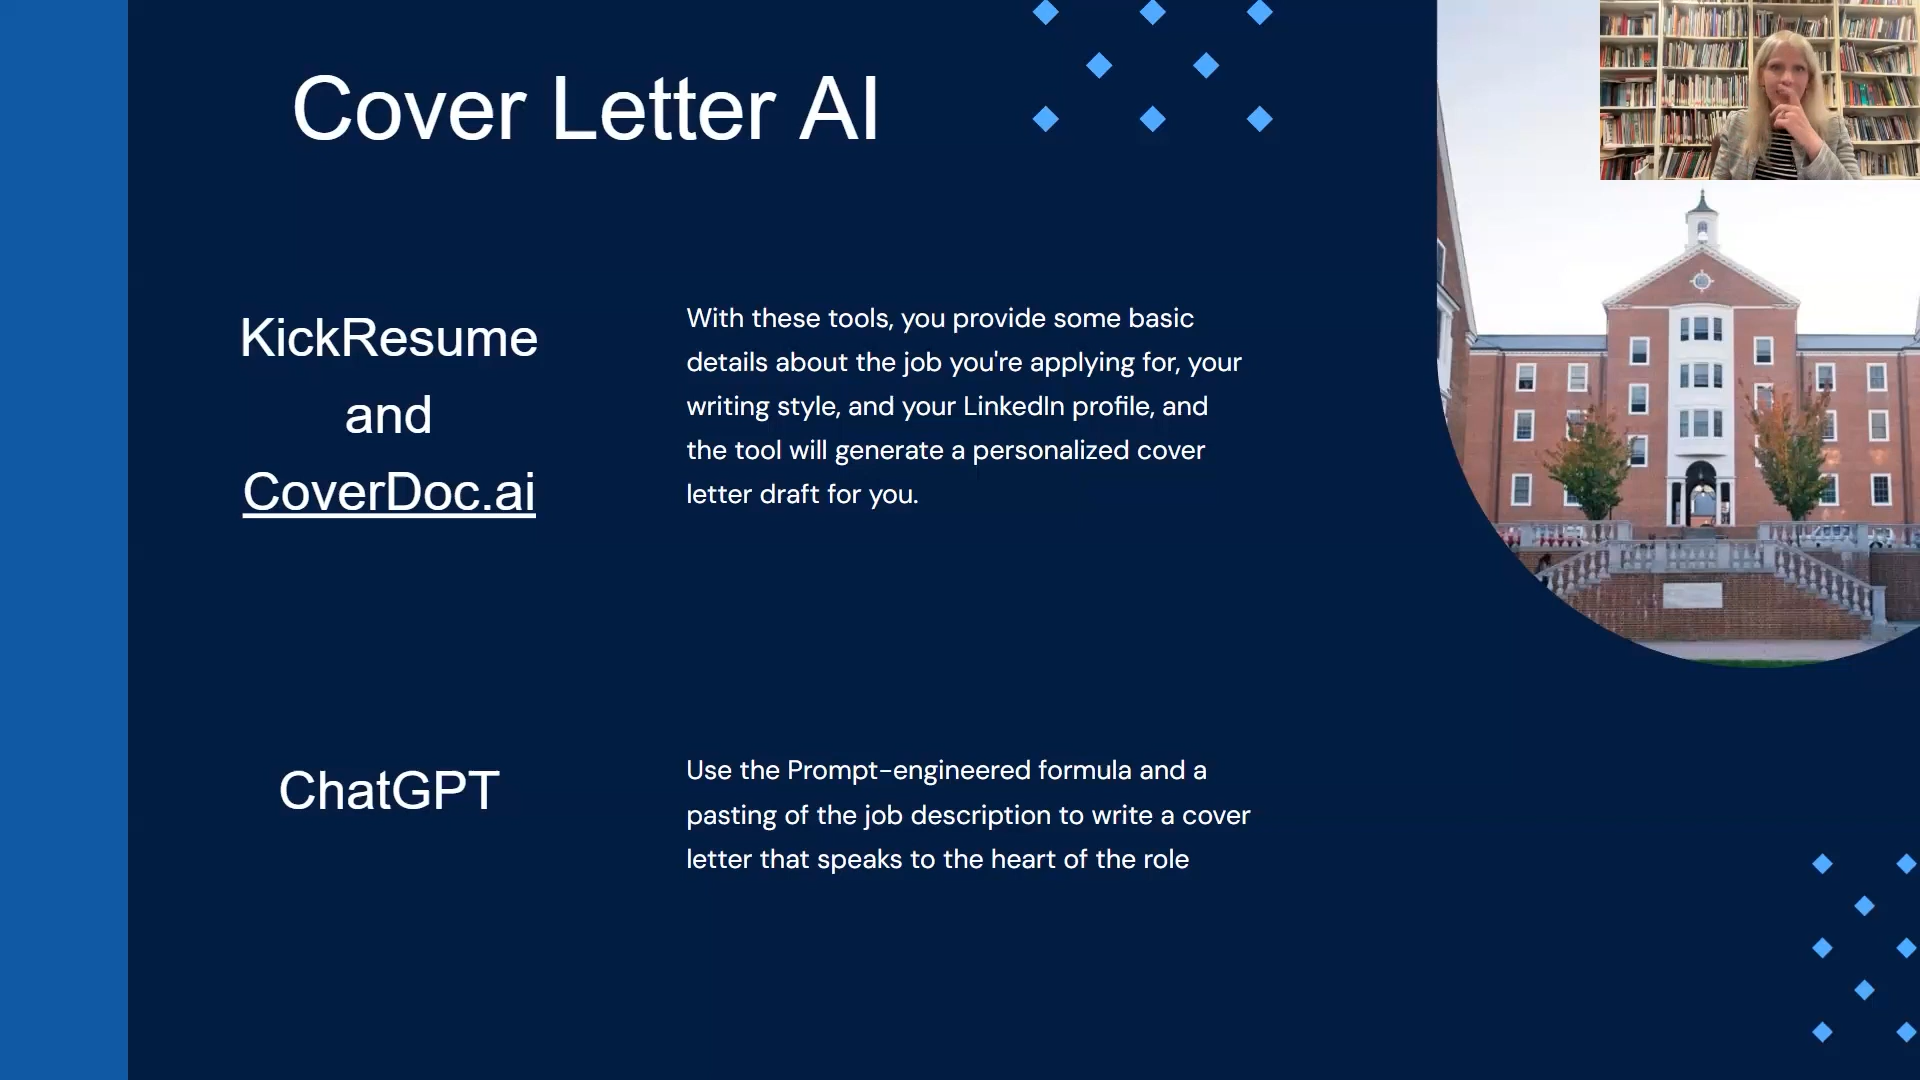 Cover Letter AI
KickResume
and
CoverDoc.ai
With these tools, you provide some basic
details about the job you're applying for, your
writing style, and your LinkedIn profile, and
the tool will generate a personalized cover
letter draft for you.
ChatGPT
Use the Prompt-engineered formula and a
pasting of the job description to write a cover
letter that speaks to the heart of the role